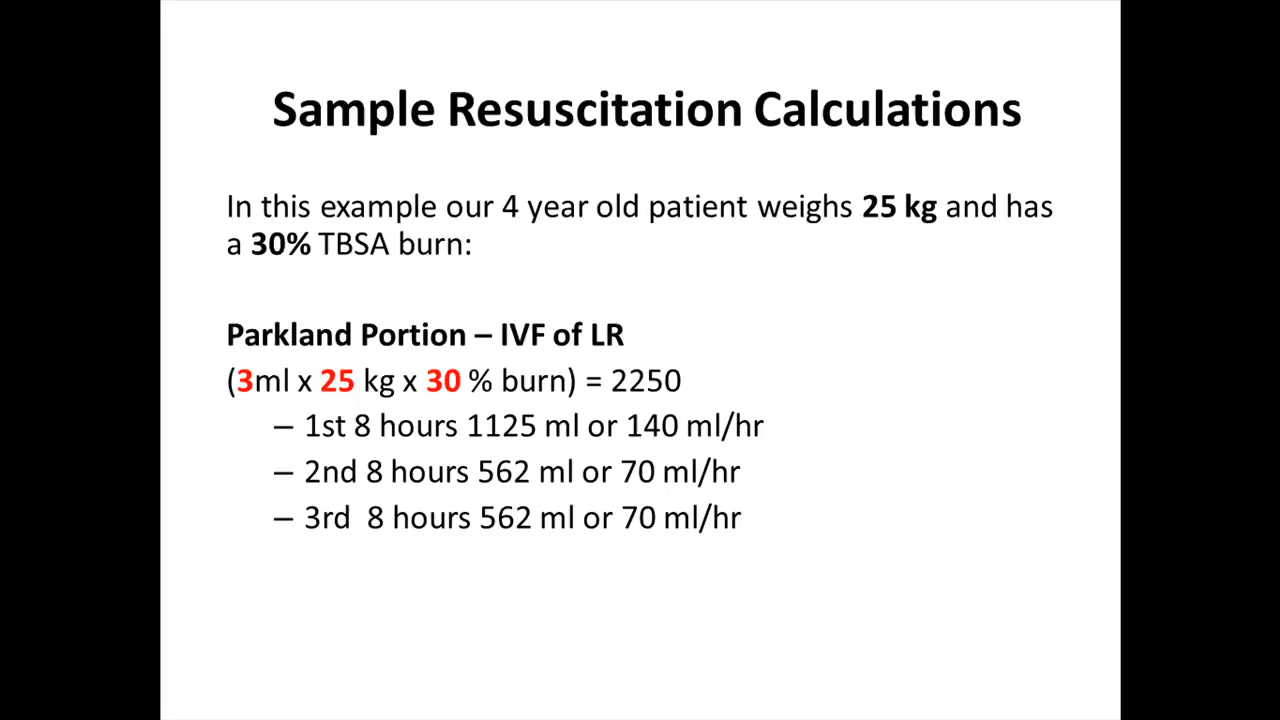 Sample Resuscitation Calculations
In this example our 4 year old patient weighs 25 kg and has
a 30% TBSA burn:
Parkland Portion – IVF of LR
(3ml x 25 kg x 30 % burn) = 2250
– 1st 8 hours 1125 ml or 140 ml/hr
– 2nd 8 hours 562 ml or 70 ml/hr
– 3rd  8 hours 562 ml or 70 ml/hr